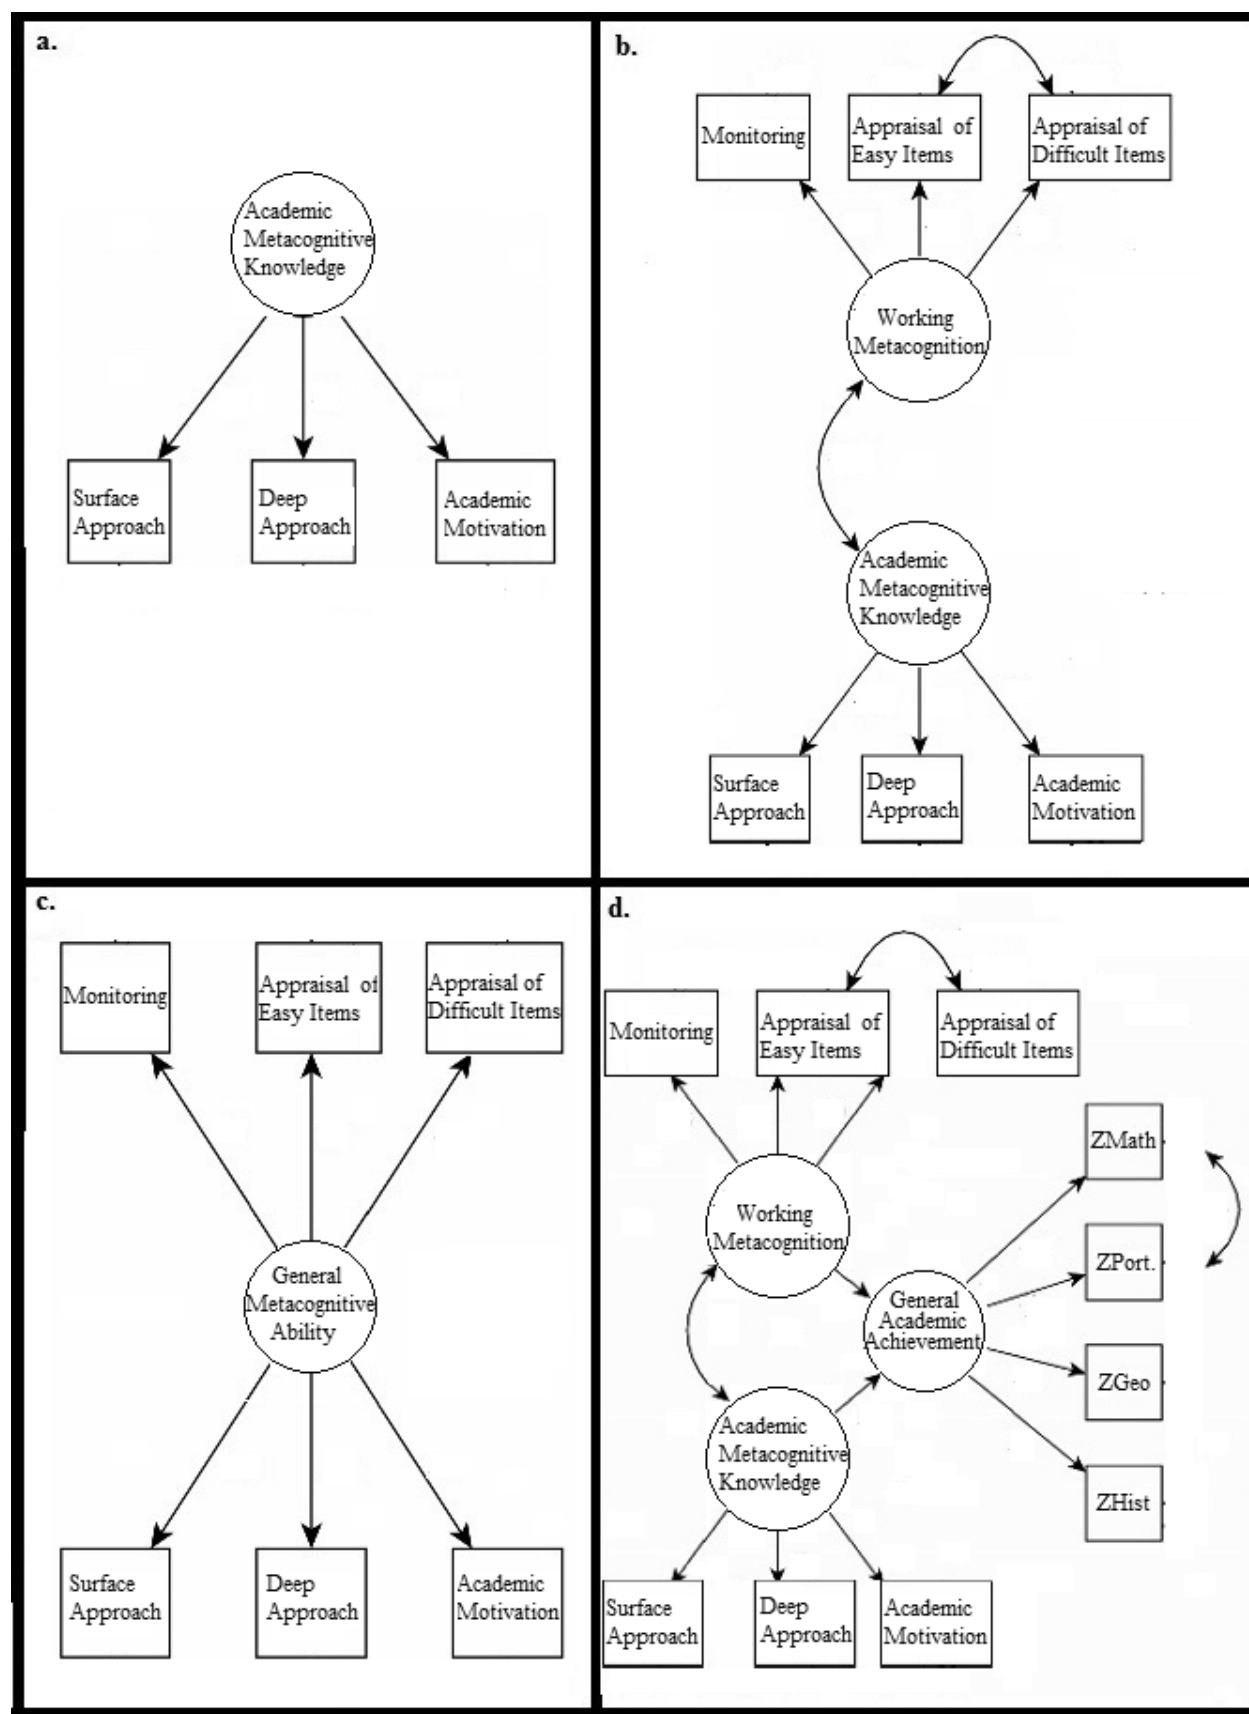 a.
Academic
Metacognitive
Knowledge
Surface
Approach
Deep
Approach
Academic
Motivation
b.
Monitoring
Appraisal of
Easy Items
Appraisal of
Difficult Items
Working
Metacognition
Academic
Metacognitive
Knowledge
Surface
Approach
Deep
Approach
Academic
Motivation
c.
Monitoring
Appraisal of
Easy Items
Appraisal of
Difficult Items
General
Metacognitive
Ability
Surface
Approach
Deep
Approach
Academic
Motivation
d.
Monitoring
Appraisal of
Easy Items
Appraisal of
Difficult Items
Working
Metacognition
General
Academic
Achievement
ZMath
ZPort.
ZGeo
ZHist
Academic
Metacognitive
Knowledge
Surface
Approach
Deep
Approach
Academic
Motivation